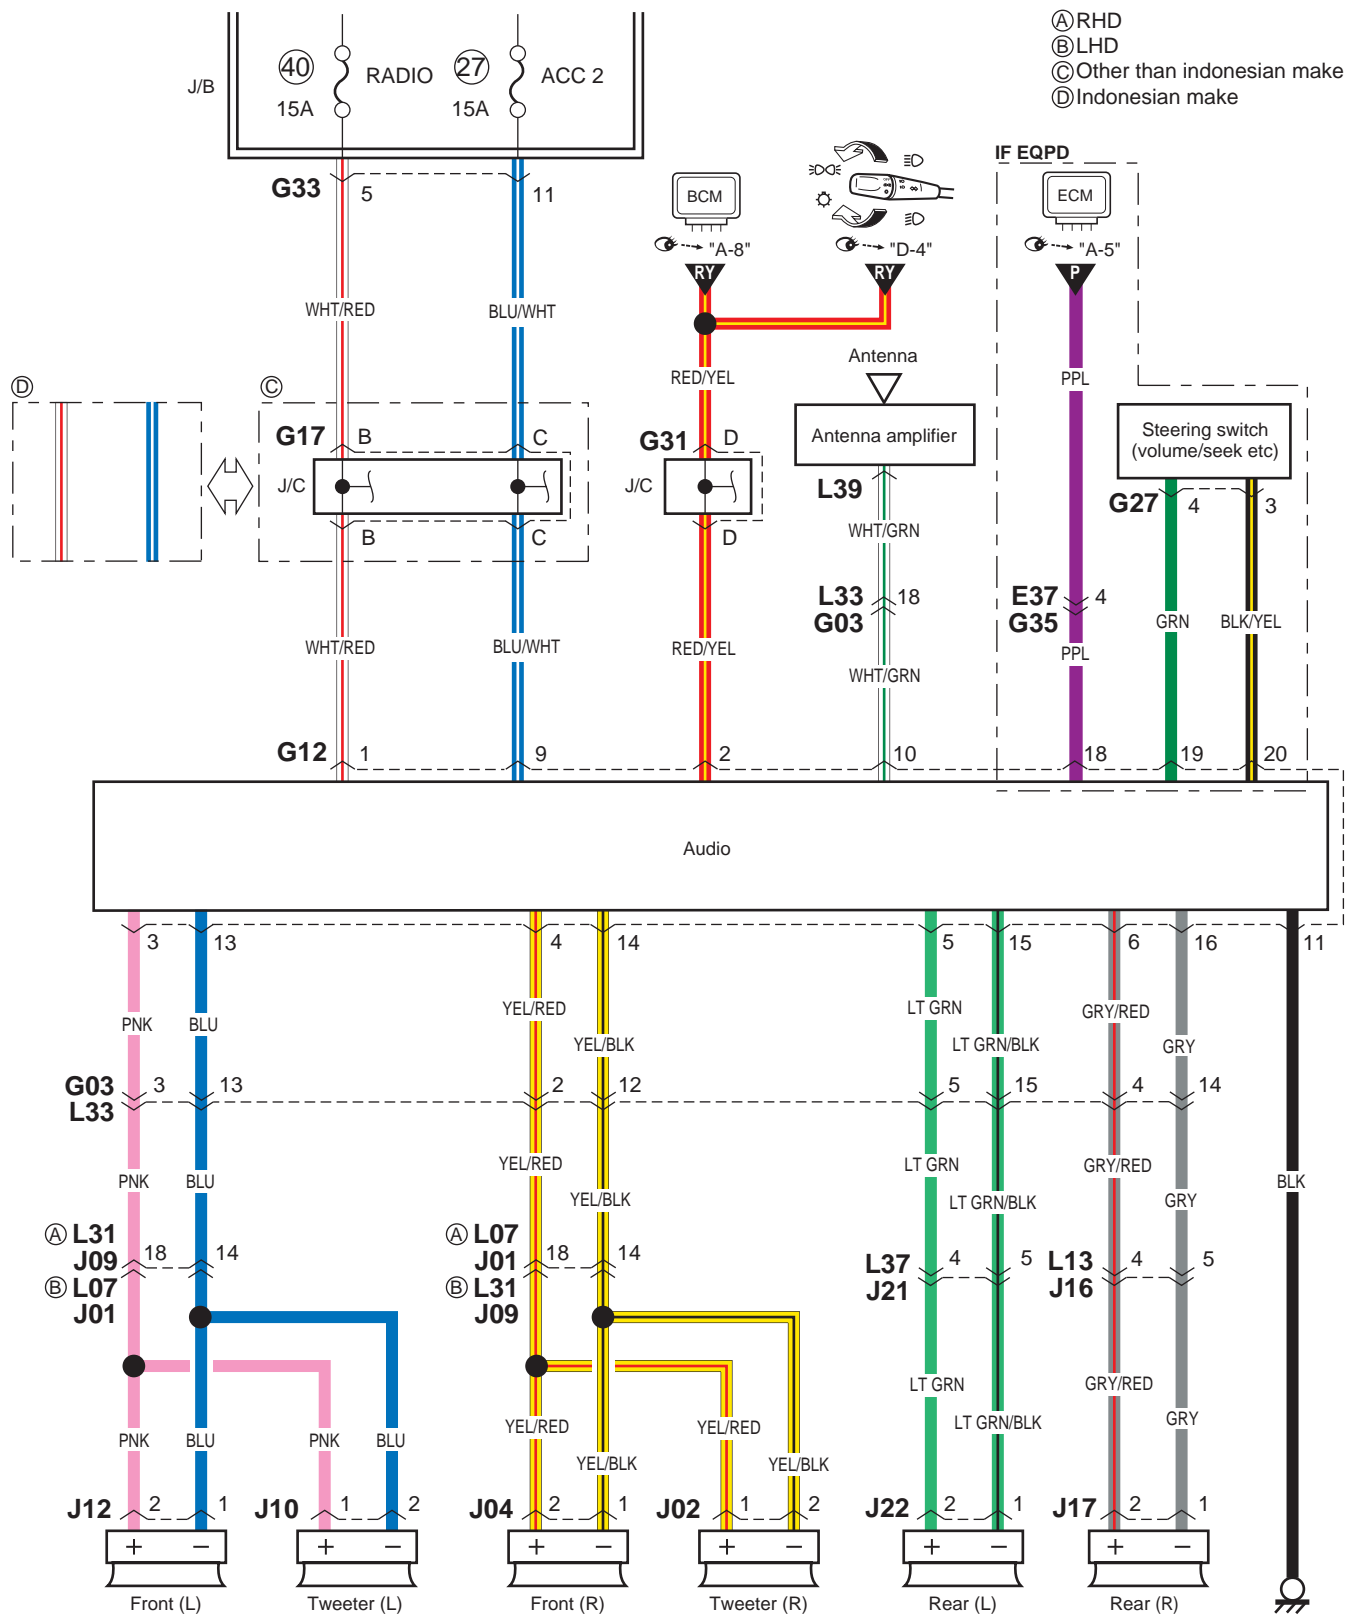 Ⓐ RHD
Ⓑ LHD
Ⓒ Other than indonesian make
Ⓓ Indonesian make
J/B
40 RADIO 27 ACC 2
15A 15A
IF EQPD
G33 5 11
BCM
ECM
OFF
"A-8" "D-4" "A-5"
RY RY P
WHT/RED BLU/WHT
Antenna
RED/YEL PPL
Ⓓ Ⓒ
Antenna amplifier
Steering switch
(volume/seek etc)
G17 B C G31 D
J/C J/C
L39
G27 4 3
B C D
WHT/GRN
L33 18
G03
E37 4
G35
GRN BLK/YEL
WHT/RED BLU/WHT RED/YEL PPL
WHT/GRN
G12 1 9 2 10 18 19 20
Audio
3 13 4 14 5 15 6 16 11
PNK BLU YEL/RED YEL/BLK LT GRN LT GRN/BLK GRY/RED GRY
G03 3 13 2 12 5 15 4 14
L33
PNK BLU YEL/RED YEL/BLK LT GRN LT GRN/BLK GRY/RED GRY BLK
Ⓐ L31 Ⓐ L07
J09 18 14 J01 18 14
Ⓑ L07 Ⓑ L31
J01 J09
L37 4 5 L13 4 5
J21 J16
PNK BLU PNK BLU YEL/RED YEL/BLK YEL/RED YEL/BLK LT GRN LT GRN/BLK GRY/RED GRY
J12 2 1 J10 1 2 J04 2 1 J02 1 2 J22 2 1 J17 2 1
+ − + − + − + − + − + −
Front (L) Tweeter (L) Front (R) Tweeter (R) Rear (L) Rear (R)